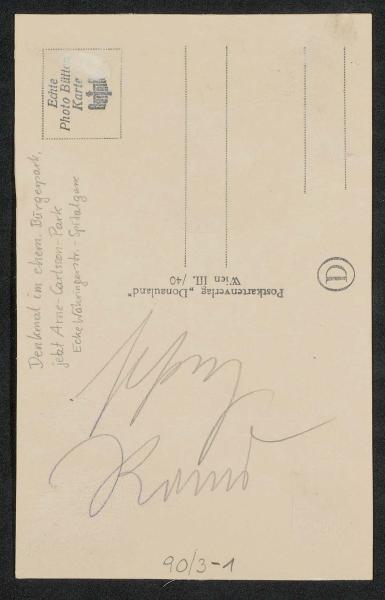 Echte
Photo Bütten
Karte
Denkmal im ehem. Bürgerpark,
jetzt Arne-Carlsson-Park
Ecke Währingerstr. - Spitalgasse
Postkartenverlag „Donauland"
Wien III. /40
D
90/3-1